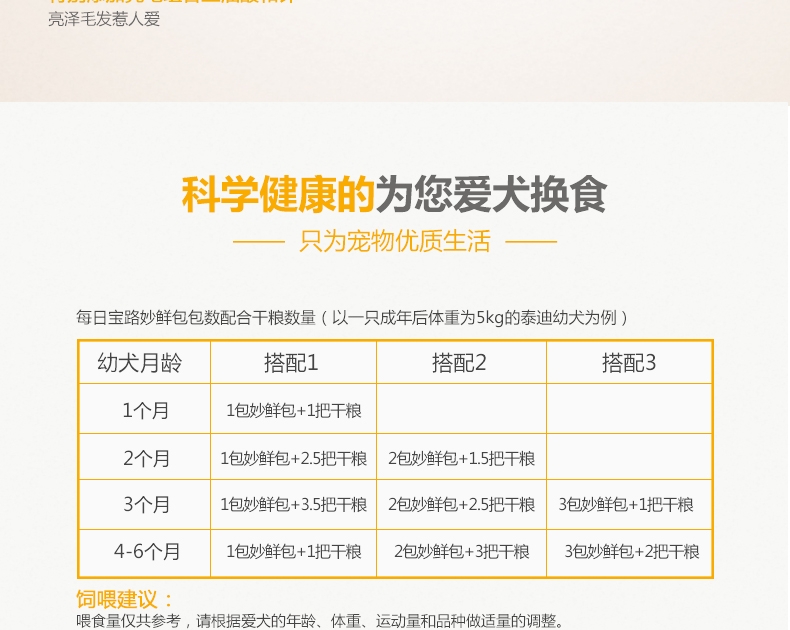 亮泽毛发惹人爱
科学健康的为您爱犬换食
只为宠物优质生活
每日宝路妙鲜包包数配合干粮数量(以一只成年后体重为5kg的泰迪幼犬为例)
幼犬月龄 搭配1 搭配2 搭配3
1个月 1包妙鲜包+1把干粮
2个月 1包妙鲜包+2.5把干粮 2包妙鲜包+1.5把干粮
3个月 1包妙鲜包+3.5把干粮 2包妙鲜包+2.5把干粮 3包妙鲜包+1把干粮
4-6个月 1包妙鲜包+1把干粮 2包妙鲜包+3把干粮 3包妙鲜包+2把干粮
饲喂建议：
喂食量仅共参考，请根据爱犬的年龄、体重、运动量和品种做适量的调整。